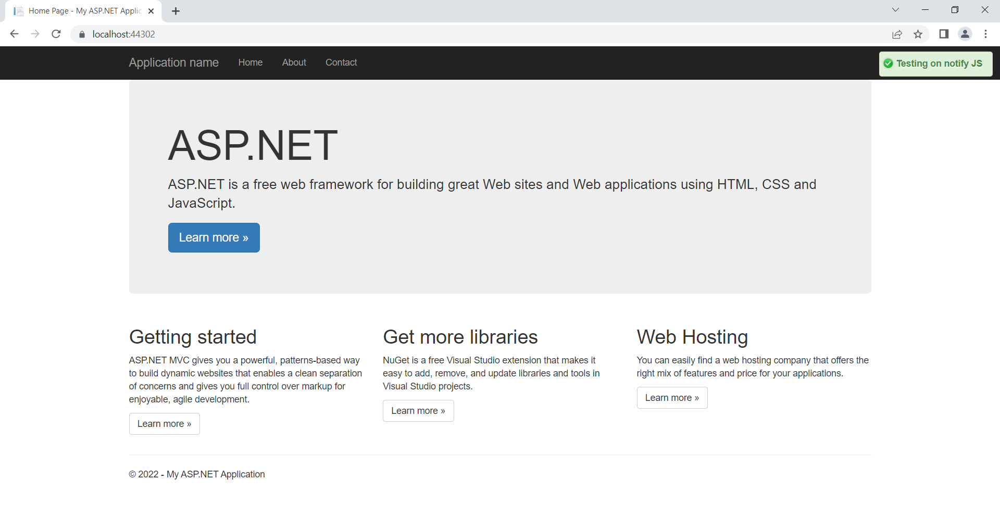 Home Page - My ASP.NET Applic
localhost:44302
Application name Home About Contact
Testing on notify JS
ASP.NET
ASP.NET is a free web framework for building great Web sites and Web applications using HTML, CSS and
JavaScript.
Learn more »
Getting started
ASP.NET MVC gives you a powerful, patterns-based way
to build dynamic websites that enables a clean separation
of concerns and gives you full control over markup for
enjoyable, agile development.
Learn more »
Get more libraries
NuGet is a free Visual Studio extension that makes it
easy to add, remove, and update libraries and tools in
Visual Studio projects.
Learn more »
Web Hosting
You can easily find a web hosting company that offers the
right mix of features and price for your applications.
Learn more »
© 2022 - My ASP.NET Application